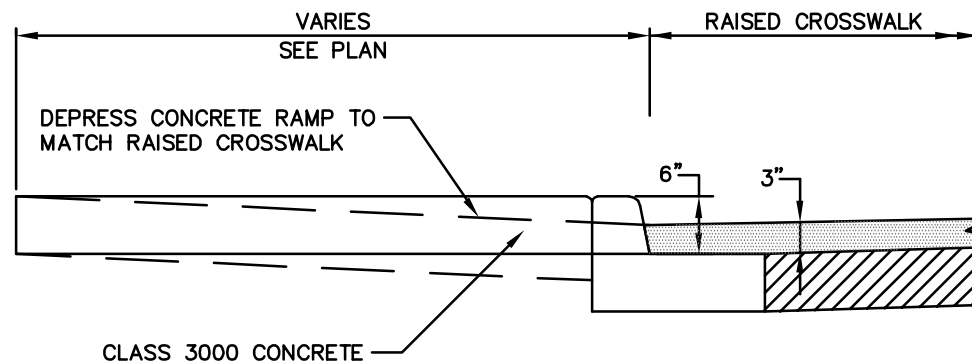 VARIES
SEE PLAN
RAISED CROSSWALK
DEPRESS CONCRETE RAMP TO
MATCH RAISED CROSSWALK
6”
3”
CLASS 3000 CONCRETE